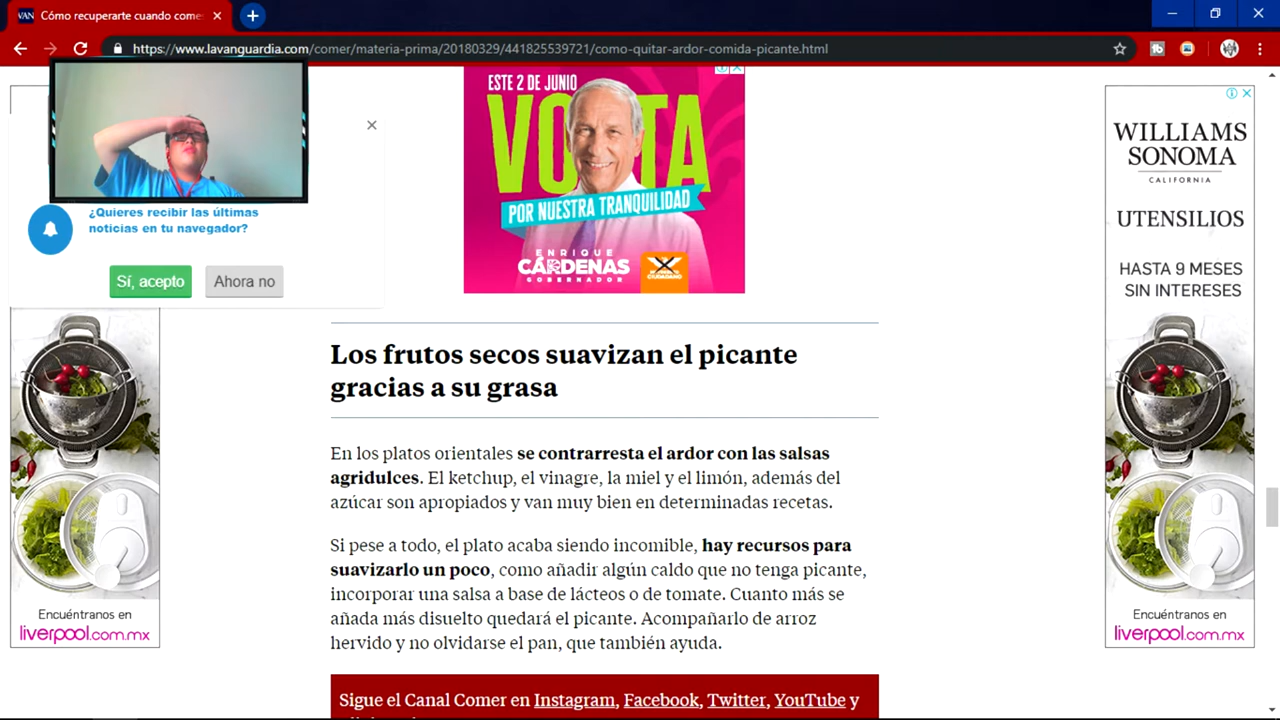 VAN Cómo recuperarte cuando come
https://www.lavanguardia.com/comer/materia-prima/20180329/441825539721/como-quitar-ardor-comida-picante.html
¿Quieres recibir las últimas
noticias en tu navegador?
Sí, acepto
Ahora no
Encuéntranos en
liverpool.com.mx
ESTE 2 DE JUNIO
VOTA
POR NUESTRA TRANQUILIDAD
ENRIQUE
CÁRDENAS
GOBERNADOR
Los frutos secos suavizan el picante
gracias a su grasa
En los platos orientales se contrarresta el ardor con las salsas
agridulces. El ketchup, el vinagre, la miel y el limón, además del
azúcar son apropiados y van muy bien en determinadas recetas.
Si pese a todo, el plato acaba siendo incomible, hay recursos para
suavizarlo un poco, como añadir algún caldo que no tenga picante,
incorporar una salsa a base de lácteos o de tomate. Cuanto más se
añada más disuelto quedará el picante. Acompañarlo de arroz
hervido y no olvidarse el pan, que también ayuda.
Sigue el Canal Comer en Instagram, Facebook, Twitter, YouTube y
WILLIAMS
SONOMA
CALIFORNIA
UTENSILIOS
HASTA 9 MESES
SIN INTERESES
Encuéntranos en
liverpool.com.mx